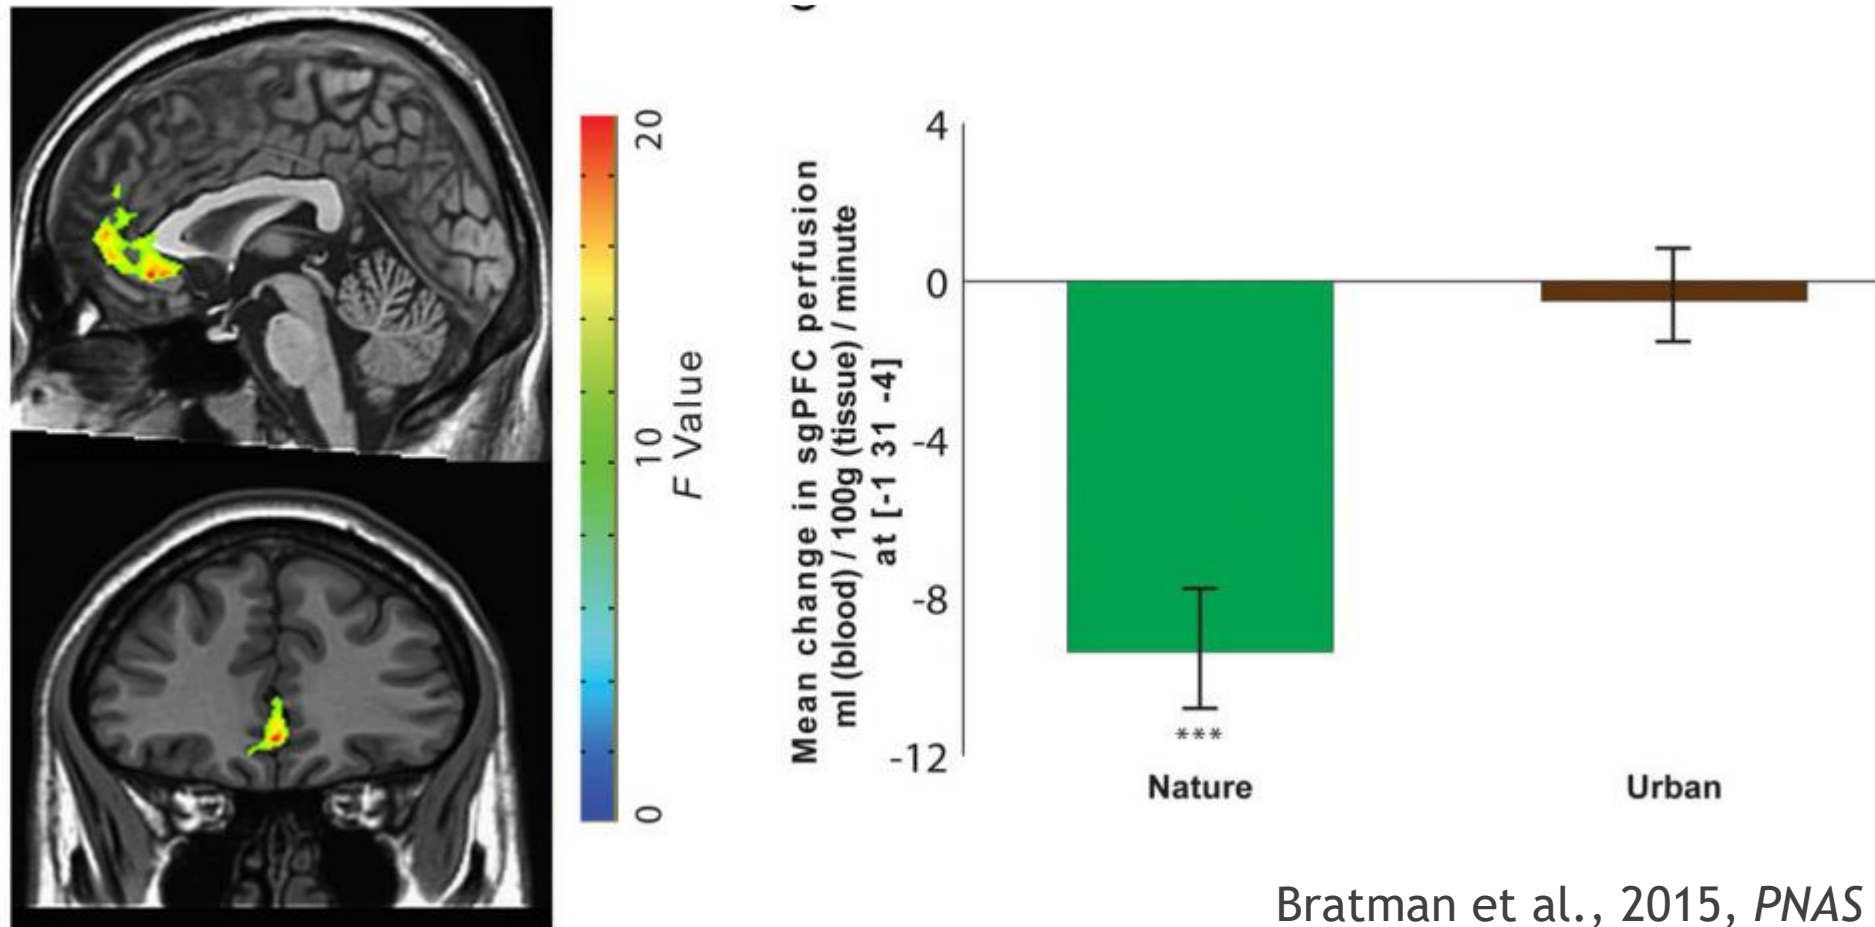 20
10
0
F Value
Mean change in sgPFC perfusion
ml (blood) / 100g (tissue) / minute
at [-1 31 -4]
4
0
-4
-8
-12
***
Nature
Urban
Bratman et al., 2015, PNAS